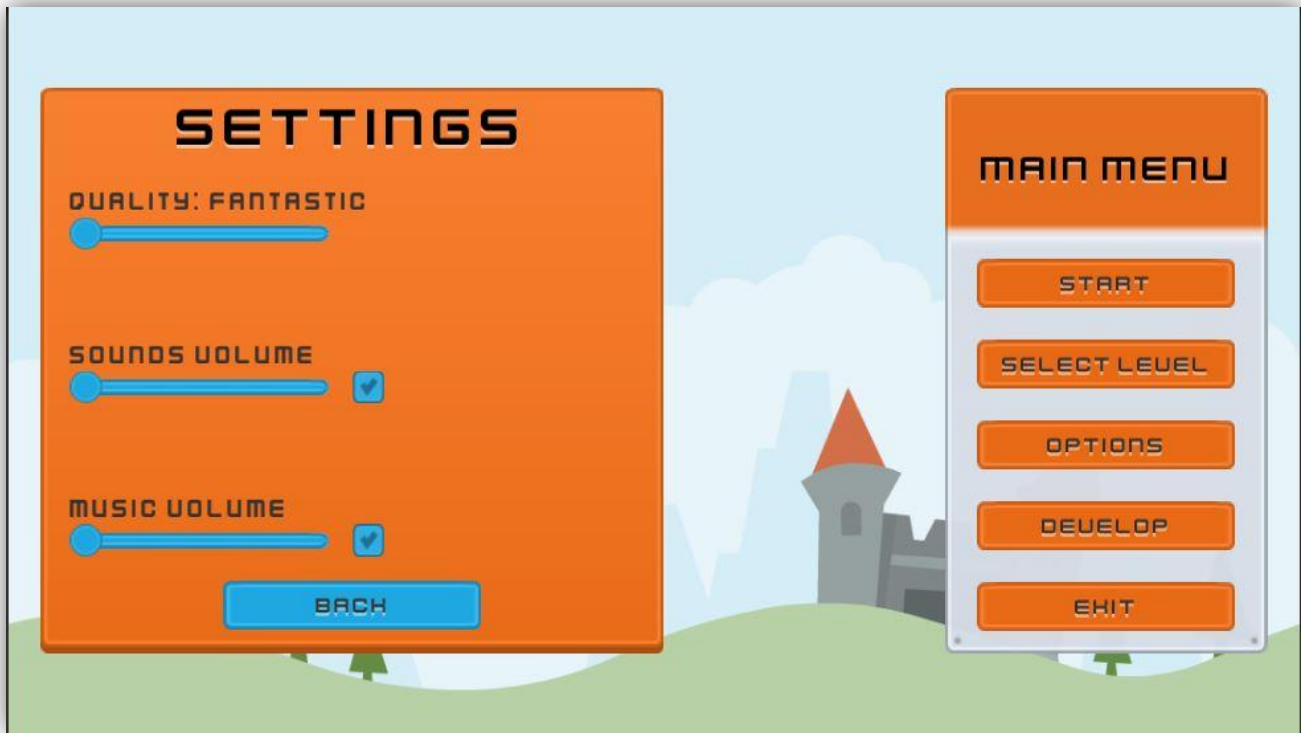 SETTINGS
QUALITY: FANTASTIC
SOUNDS VOLUME
MUSIC VOLUME
BACK
MAIN MENU
START
SELECT LEVEL
OPTIONS
DEVELOP
EXIT